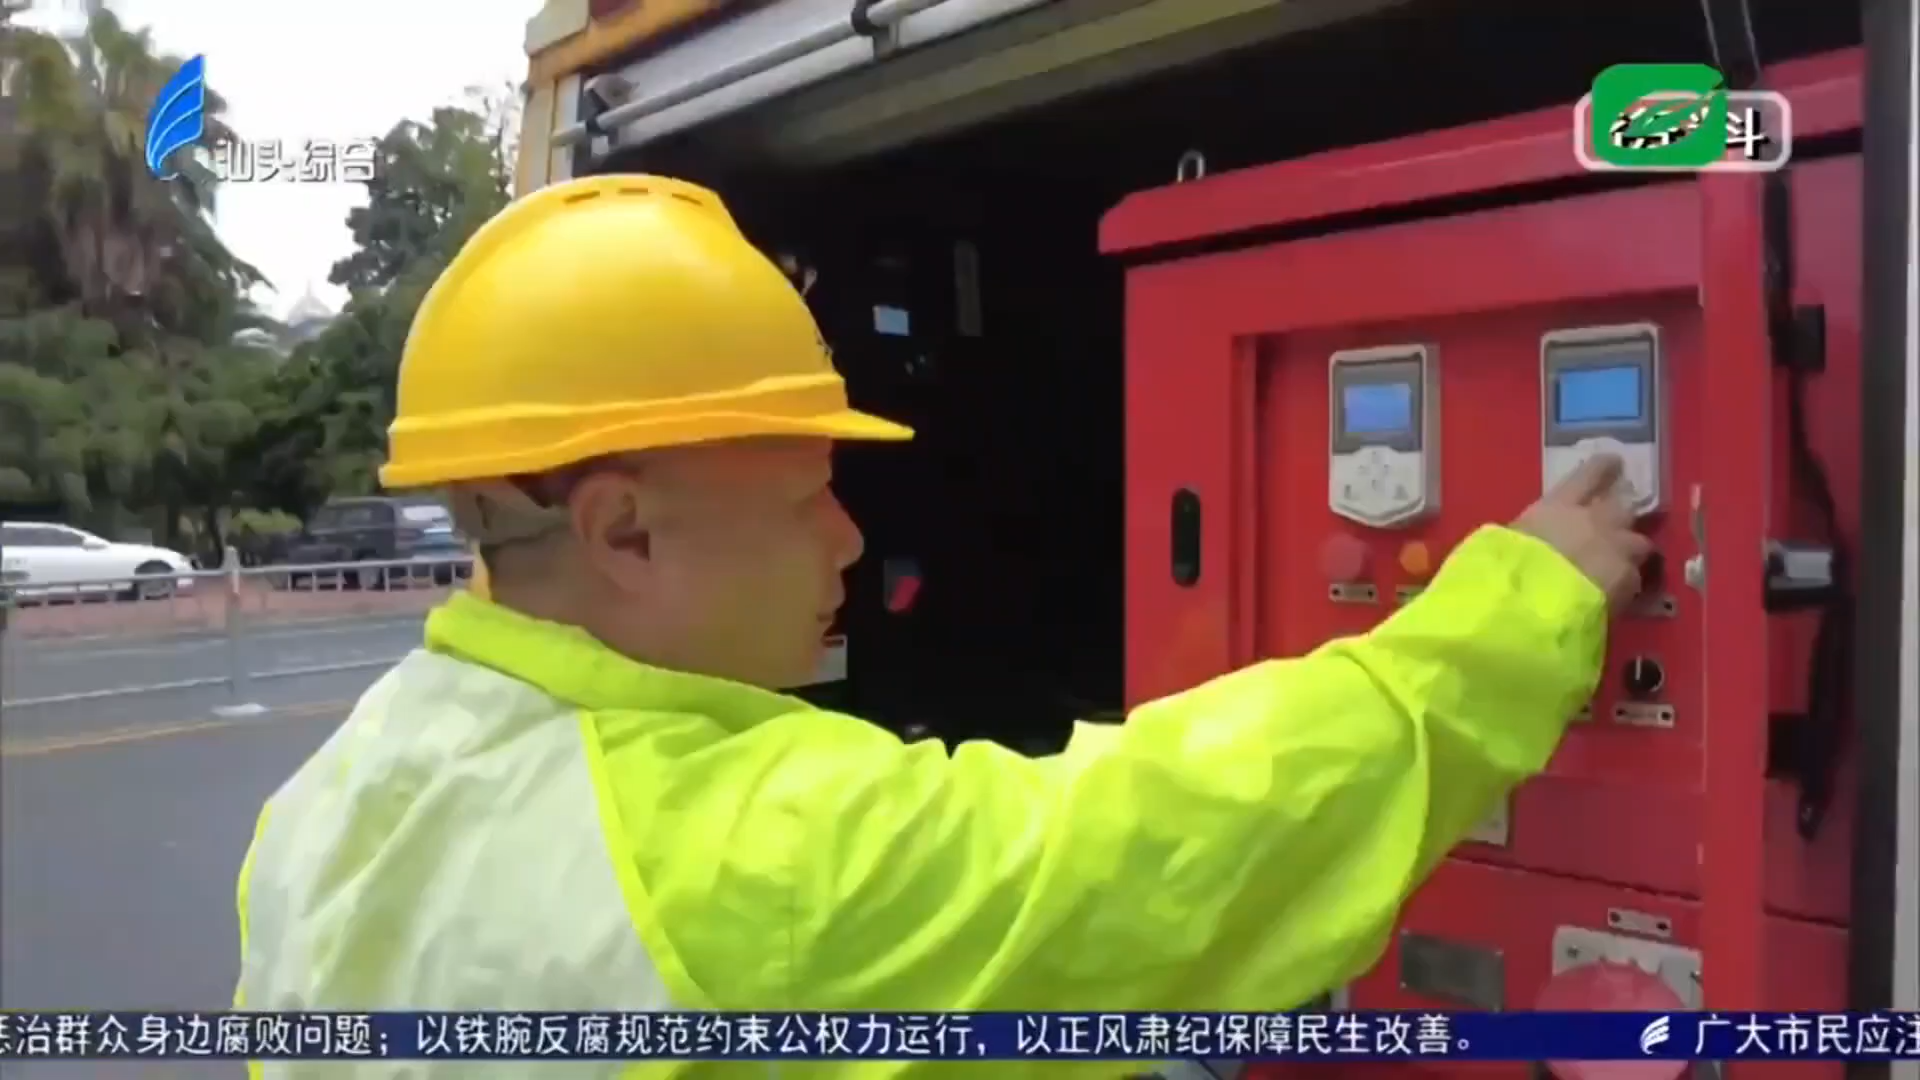 汕头综合
惩治群众身边腐败问题；以铁腕反腐规范约束公权力运行，以正风肃纪保障民生改善。 广大市民应注